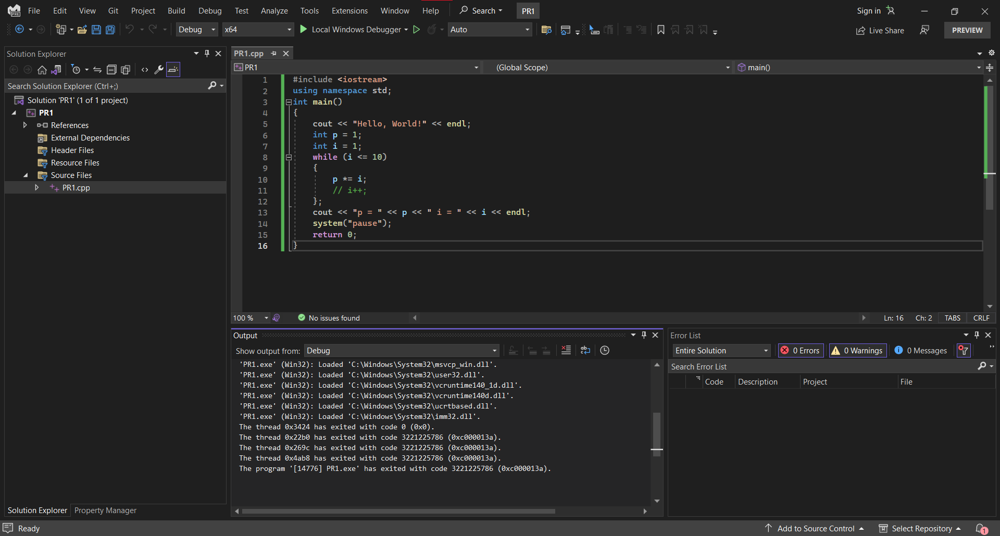 File Edit View Git Project Build Debug Test Analyze Tools Extensions Window Help Search PR1 Sign in
PRE
Debug x64 Local Windows Debugger Auto Live Share PREVIEW
Solution Explorer
Search Solution Explorer (Ctrl+;)
Solution 'PR1' (1 of 1 project)
PR1
References
External Dependencies
Header Files
Resource Files
Source Files
PR1.cpp
Solution Explorer Property Manager
PR1.cpp
PR1 (Global Scope) main()
1 #include <iostream>
2 using namespace std;
3 int main()
4 {
5 cout << "Hello, World!" << endl;
6 int p = 1;
7 int i = 1;
8 while (i <= 10)
9 {
10 p *= i;
11 // i++;
12 };
13 cout << "p = " << p << " i = " << i << endl;
14 system("pause");
15 return 0;
16 }
100 % No issues found Ln: 16 Ch: 2 TABS CRLF
Output
Show output from: Debug
'PR1.exe' (Win32): Loaded 'C:\Windows\System32\msvcp_win.dll'.
'PR1.exe' (Win32): Loaded 'C:\Windows\System32\user32.dll'.
'PR1.exe' (Win32): Loaded 'C:\Windows\System32\vcruntime140_1d.dll'.
'PR1.exe' (Win32): Loaded 'C:\Windows\System32\vcruntime140d.dll'.
'PR1.exe' (Win32): Loaded 'C:\Windows\System32\ucrtbased.dll'.
'PR1.exe' (Win32): Loaded 'C:\Windows\System32\imm32.dll'.
The thread 0x3424 has exited with code 0 (0x0).
The thread 0x22b0 has exited with code 3221225786 (0xc000013a).
The thread 0x269c has exited with code 3221225786 (0xc000013a).
The thread 0x4ab8 has exited with code 3221225786 (0xc000013a).
The program '[14776] PR1.exe' has exited with code 3221225786 (0xc000013a).
Error List
Entire Solution 0 Errors 0 Warnings 0 Messages
Search Error List
Code Description Project File
Ready Add to Source Control Select Repository 1